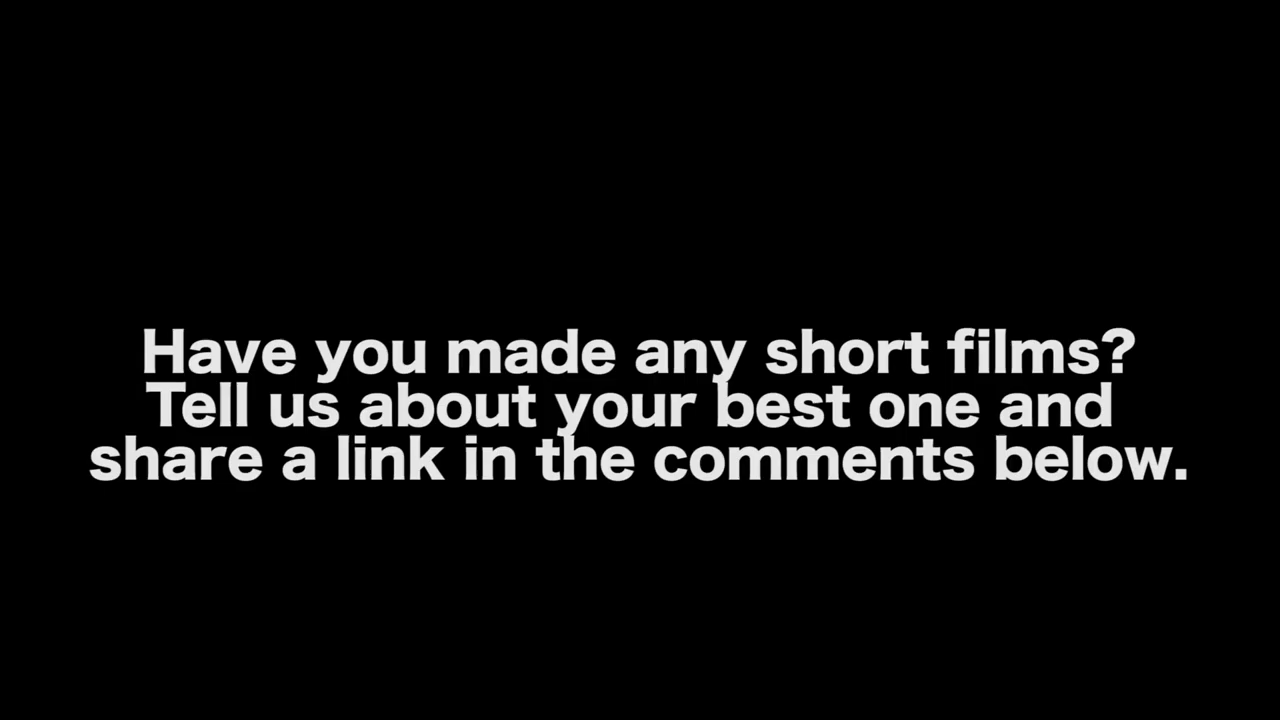 Have you made any short films?
Tell us about your best one and
share a link in the comments below.